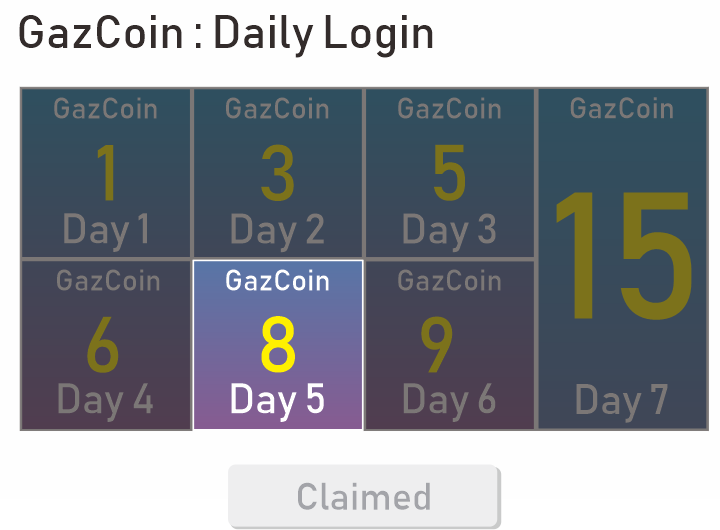 GazCoin : Daily Login
GazCoin
1
Day 1
GazCoin
3
Day 2
GazCoin
5
Day 3
GazCoin
15
Day 7
GazCoin
6
Day 4
GazCoin
8
Day 5
GazCoin
9
Day 6
Claimed